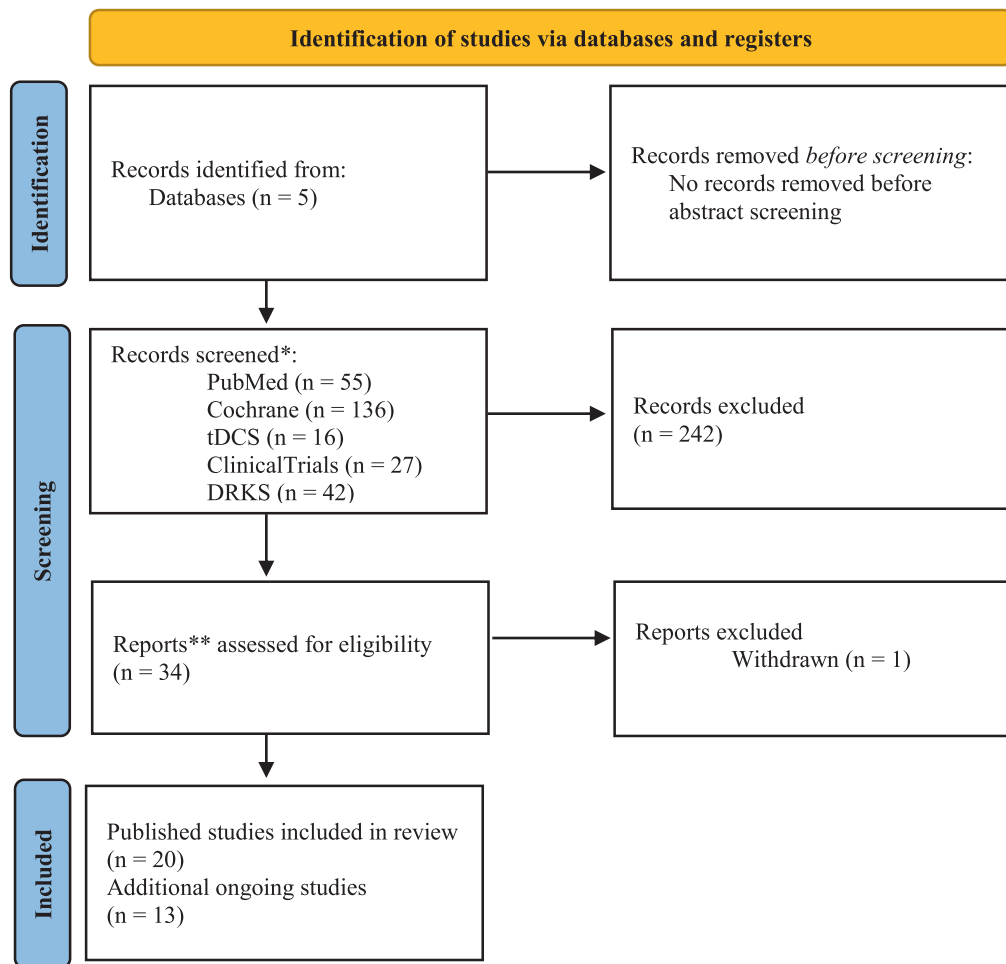 Identification of studies via databases and registers
Identification
Records identified from:
Databases (n = 5)
Records removed before screening:
No records removed before
abstract screening
Screening
Records screened*:
PubMed (n = 55)
Cochrane (n = 136)
tDCS (n = 16)
ClinicalTrials (n = 27)
DRKS (n = 42)
Records excluded
(n = 242)
Reports** assessed for eligibility
(n = 34)
Reports excluded
Withdrawn (n = 1)
Included
Published studies included in review
(n = 20)
Additional ongoing studies
(n = 13)